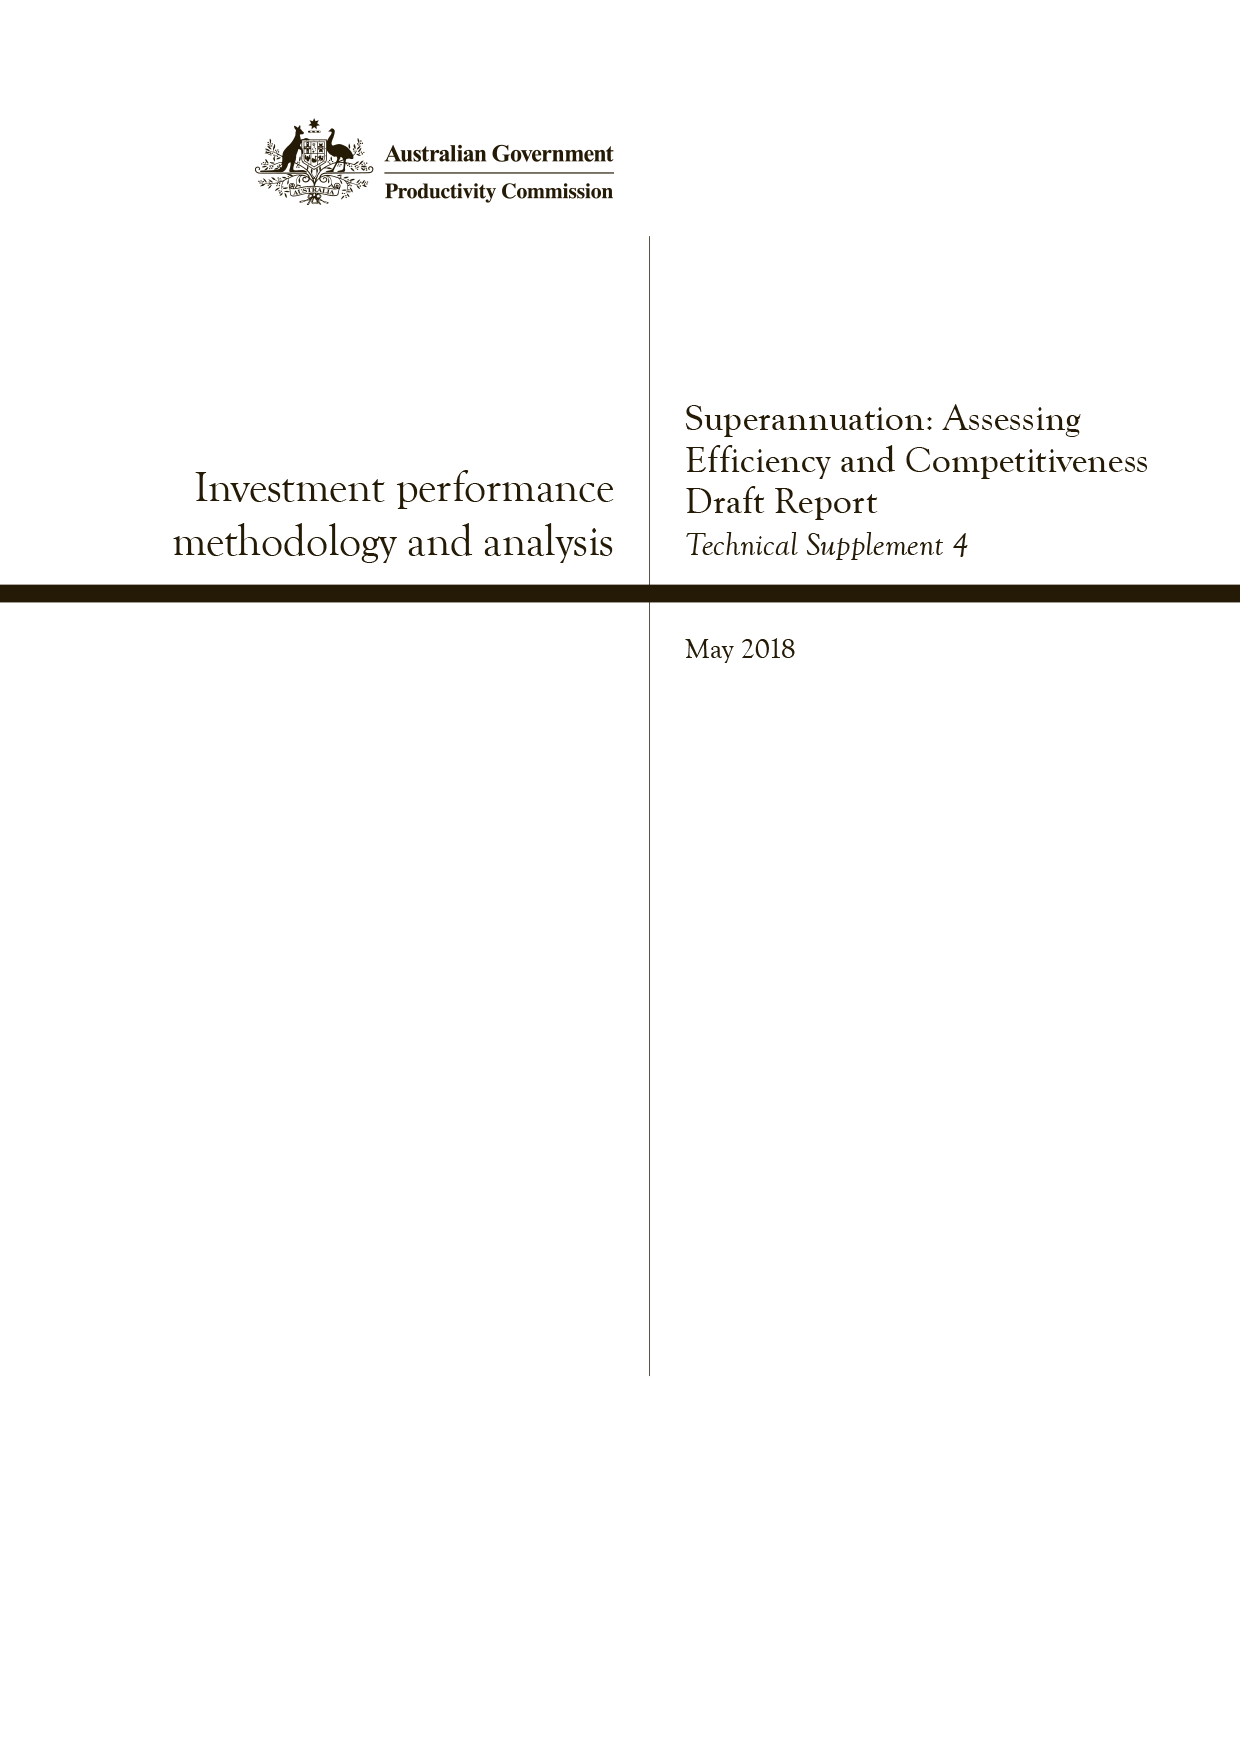 AUSTRALIA
Australian Government
Productivity Commission
Investment performance
methodology and analysis
Superannuation: Assessing
Efficiency and Competitiveness
Draft Report
Technical Supplement 4
May 2018